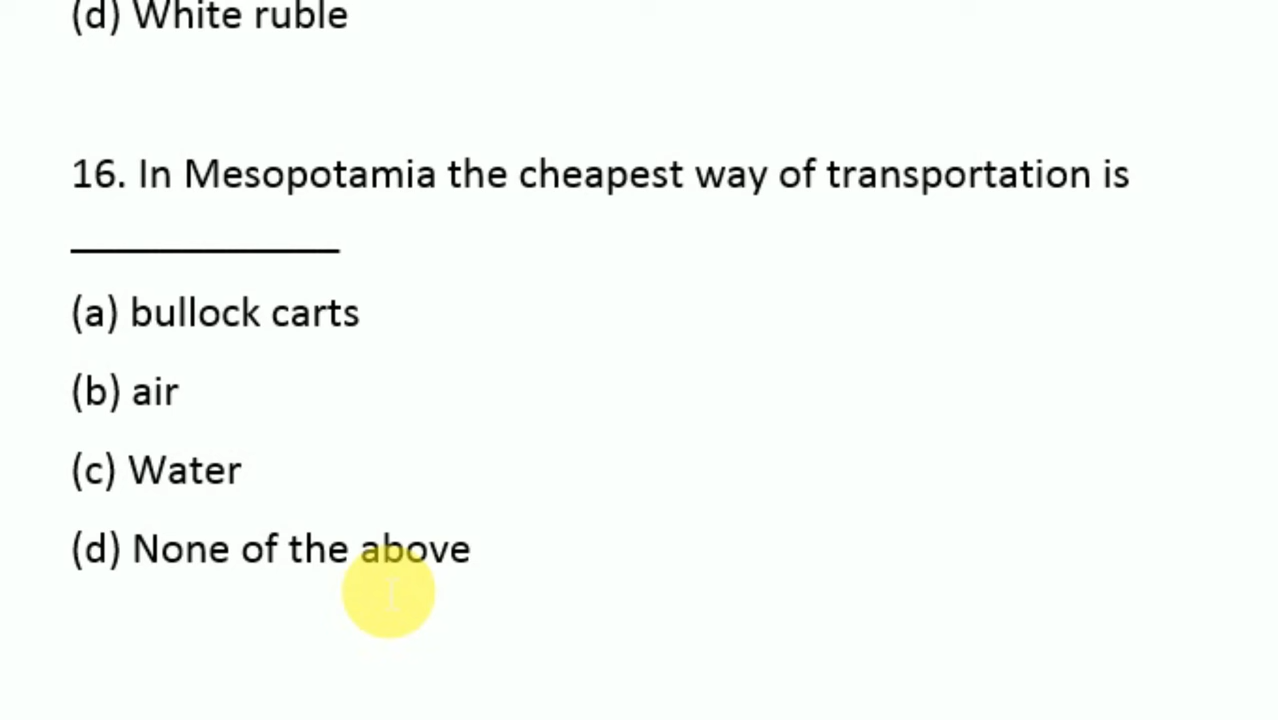 (d) White ruble
16. In Mesopotamia the cheapest way of transportation is
_____________
(a) bullock carts
(b) air
(c) Water
(d) None of the above